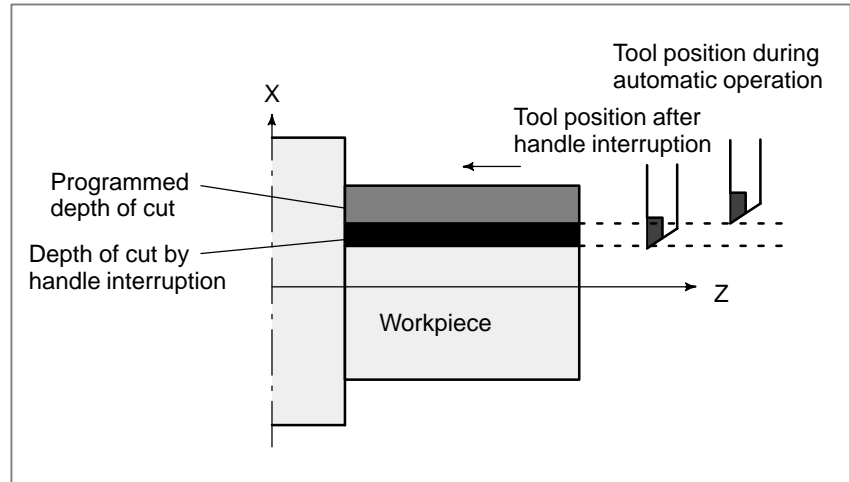 Tool position during
automatic operation
X
Tool position after
handle interruption
Programmed
depth of cut
Depth of cut by
handle interruption
Z
Workpiece